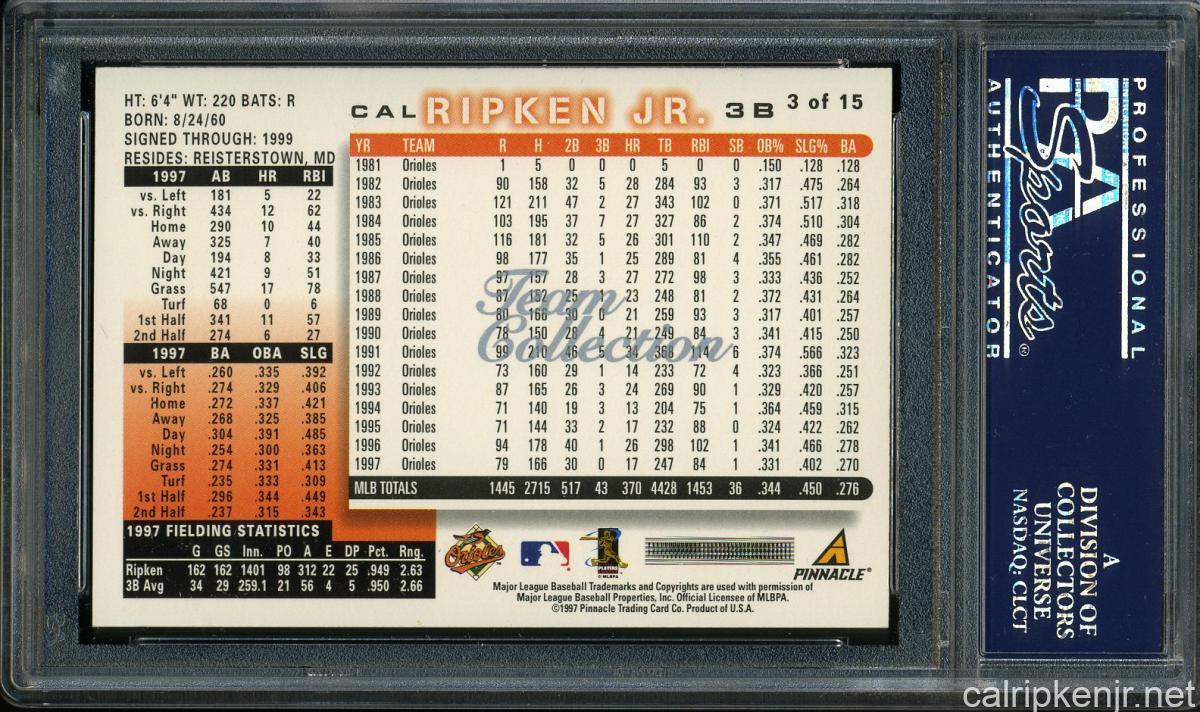 HT: 6'4" WT: 220 BATS: R
BORN: 8/24/60
SIGNED THROUGH: 1999
RESIDES: REISTERSTOWN, MD
1997 AB HR RBI
vs. Left 181 5 22
vs. Right 434 12 62
Home 290 10 44
Away 325 7 40
Day 194 8 33
Night 421 9 51
Grass 547 17 78
Turf 68 0 6
1st Half 341 11 57
2nd Half 274 6 27
1997 BA OBA SLG
vs. Left .260 .335 .392
vs. Right .274 .329 .406
Home .272 .337 .421
Away .268 .325 .385
Day .304 .391 .485
Night .254 .300 .363
Grass .274 .331 .413
Turf .235 .333 .309
1st Half .296 .344 .449
2nd Half .237 .315 .343
1997 FIELDING STATISTICS
G GS Inn. PO A E DP Pct. Rng.
Ripken 162 162 1401 98 312 22 25 .949 2.63
3B Avg 34 29 259.1 21 56 4 5 .950 2.66
CAL RIPKEN JR. 3B 3 of 15
YR TEAM R H 2B 3B HR TB RBI SB OB% SLG% BA
1981 Orioles 1 5 0 0 0 5 0 0 .150 .128 .128
1982 Orioles 90 158 32 5 28 284 93 3 .317 .475 .264
1983 Orioles 121 211 47 2 27 343 102 0 .371 .517 .318
1984 Orioles 103 195 37 7 27 327 86 2 .374 .510 .304
1985 Orioles 116 181 32 5 26 301 110 2 .347 .469 .282
1986 Orioles 98 177 35 1 25 289 81 4 .355 .461 .282
1987 Orioles 97 157 28 3 27 272 98 3 .333 .436 .252
1988 Orioles 87 152 25 23 248 81 2 .372 .431 .264
1989 Orioles 80 166 30 0 21 259 93 3 .317 .401 .257
1990 Orioles 78 150 28 4 21 249 84 3 .341 .415 .250
1991 Orioles 99 210 46 5 34 368 114 6 .374 .566 .323
1992 Orioles 73 160 29 1 14 233 72 4 .323 .366 .251
1993 Orioles 87 165 26 3 24 269 90 1 .329 .420 .257
1994 Orioles 71 140 19 3 13 204 75 1 .364 .459 .315
1995 Orioles 71 144 33 2 17 232 88 0 .324 .422 .262
1996 Orioles 94 178 40 1 26 298 102 1 .341 .466 .278
1997 Orioles 79 166 30 0 17 247 84 1 .331 .402 .270
MLB TOTALS 1445 2715 517 43 370 4428 1453 36 .344 .450 .276
Team
Collection
Orioles
PLAYERS
© MLBPA
PINNACLE®
Major League Baseball Trademarks and Copyrights are used with permission of
Major League Baseball Properties, Inc. Official Licensee of MLBPA.
©1997 Pinnacle Trading Card Co. Product of U.S.A.
PROFESSIONAL
PSA
Sports®
AUTHENTICATOR
A
DIVISION OF
COLLECTORS
UNIVERSE
NASDAQ: CLCT
calripkenjr.net